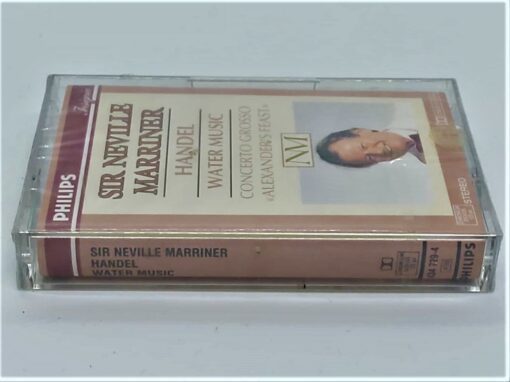 PHILIPS
SIR NEVILLE
MARRINER
HANDEL
WATER MUSIC
CONCERTO GROSSO
«ALEXANDER'S FEAST»
NM
STEREO
SIR NEVILLE MARRINER
HANDEL
WATER MUSIC
PHILIPS